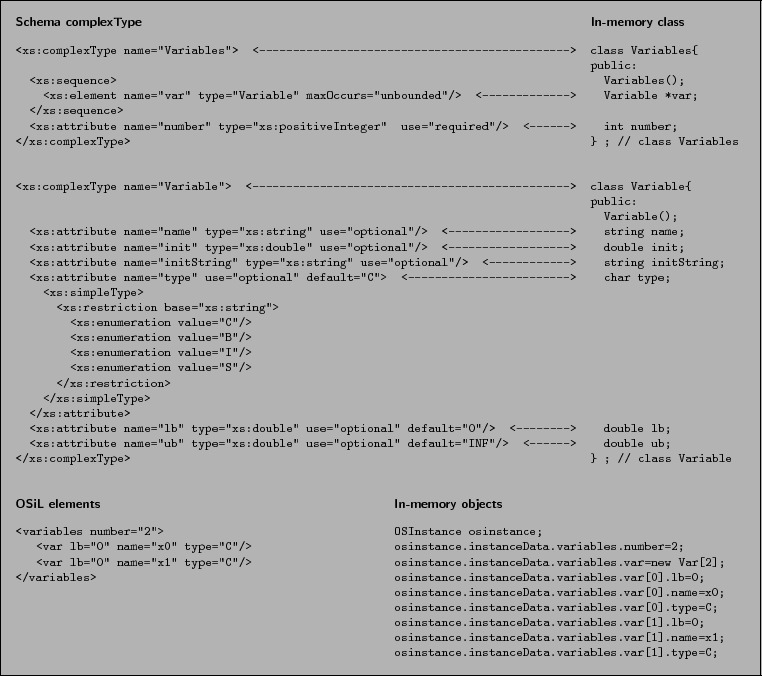 Schema complexType In-memory class
<xs:complexType name="Variables"> <----------------------------------------------> class Variables{
public:
<xs:sequence> Variables();
<xs:element name="var" type="Variable" maxOccurs="unbounded"/> <-------------> Variable *var;
</xs:sequence>
<xs:attribute name="number" type="xs:positiveInteger" use="required"/> <------> int number;
</xs:complexType> } ; // class Variables
<xs:complexType name="Variable"> <-----------------------------------------------> class Variable{
public:
Variable();
<xs:attribute name="name" type="xs:string" use="optional"/> <------------------> string name;
<xs:attribute name="init" type="xs:double" use="optional"/> <------------------> double init;
<xs:attribute name="initString" type="xs:string" use="optional"/> <------------> string initString;
<xs:attribute name="type" use="optional" default="C"> <------------------------> char type;
<xs:simpleType>
<xs:restriction base="xs:string">
<xs:enumeration value="C"/>
<xs:enumeration value="B"/>
<xs:enumeration value="I"/>
<xs:enumeration value="S"/>
</xs:restriction>
</xs:simpleType>
</xs:attribute>
<xs:attribute name="lb" type="xs:double" use="optional" default="0"/> <--------> double lb;
<xs:attribute name="ub" type="xs:double" use="optional" default="INF"/> <------> double ub;
</xs:complexType> } ; // class Variable
OSiL elements In-memory objects
<variables number="2"> OSInstance osinstance;
<var lb="0" name="x0" type="C"/> osinstance.instanceData.variables.number=2;
<var lb="0" name="x1" type="C"/> osinstance.instanceData.variables.var=new Var[2];
</variables> osinstance.instanceData.variables.var[0].lb=0;
osinstance.instanceData.variables.var[0].name=x0;
osinstance.instanceData.variables.var[0].type=C;
osinstance.instanceData.variables.var[1].lb=0;
osinstance.instanceData.variables.var[1].name=x1;
osinstance.instanceData.variables.var[1].type=C;